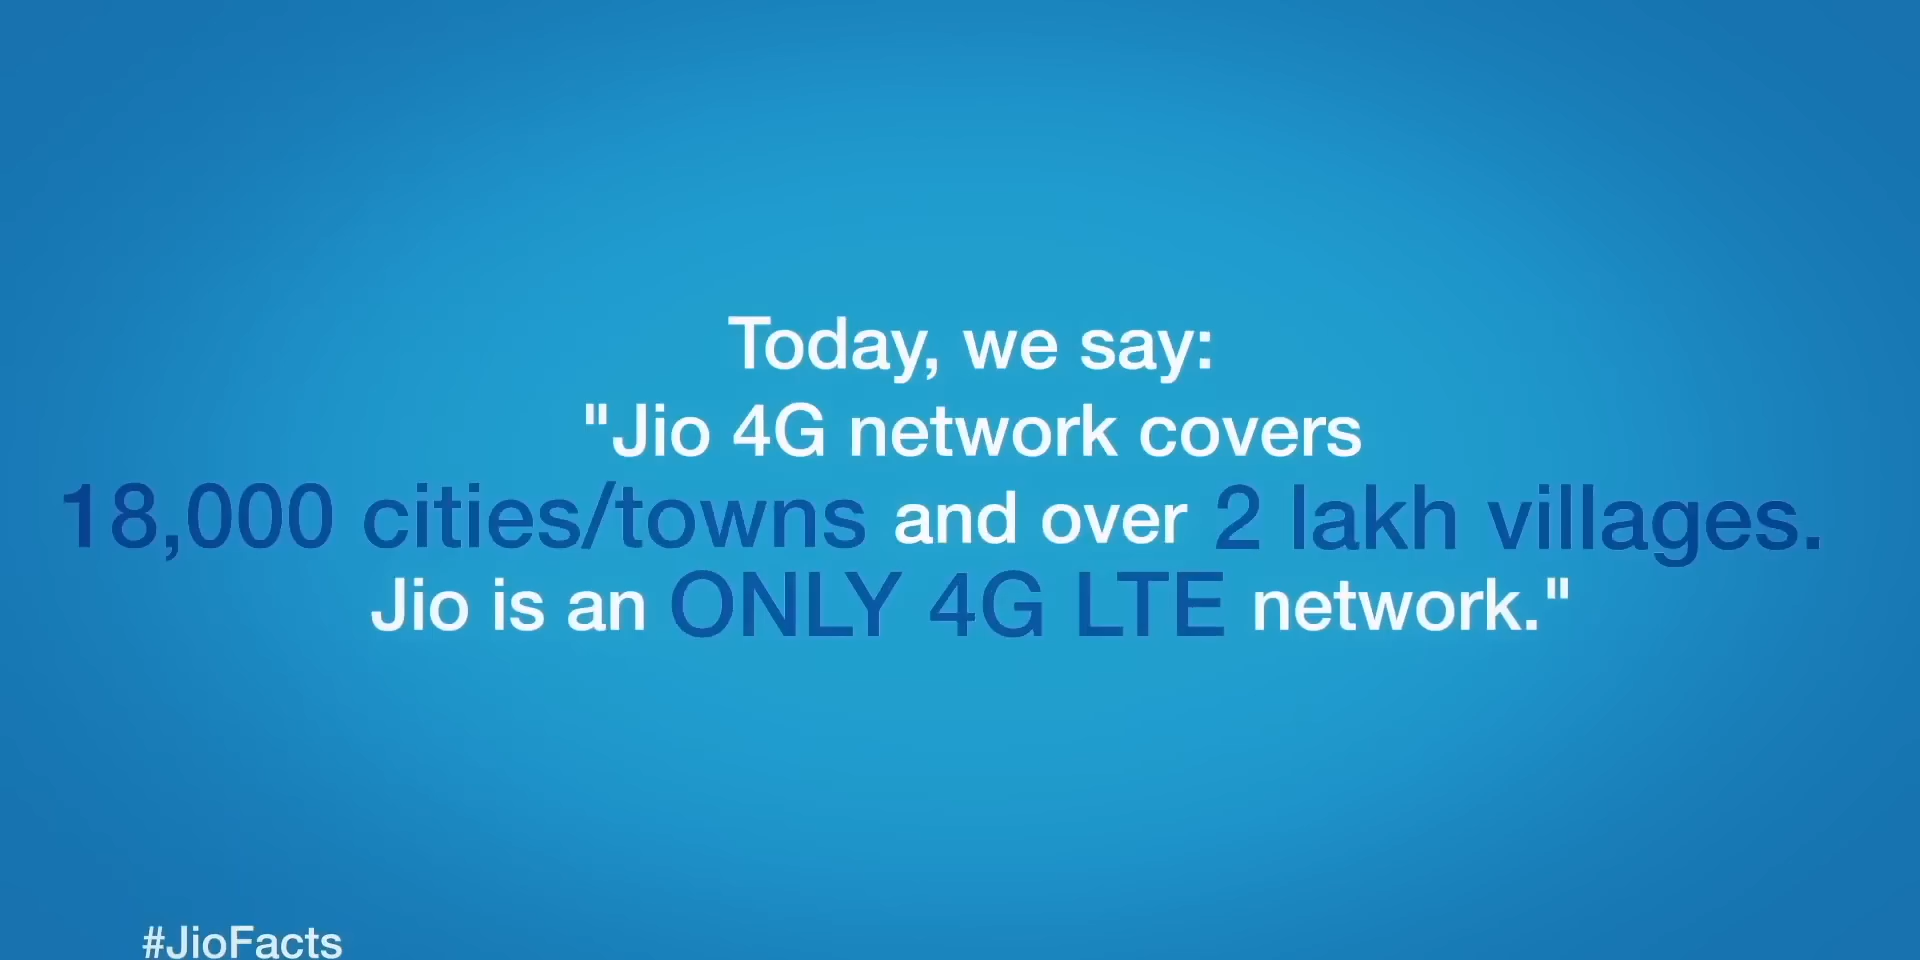 Today, we say:
"Jio 4G network covers
18,000 cities/towns and over 2 lakh villages.
Jio is an ONLY 4G LTE network."
#JioFacts